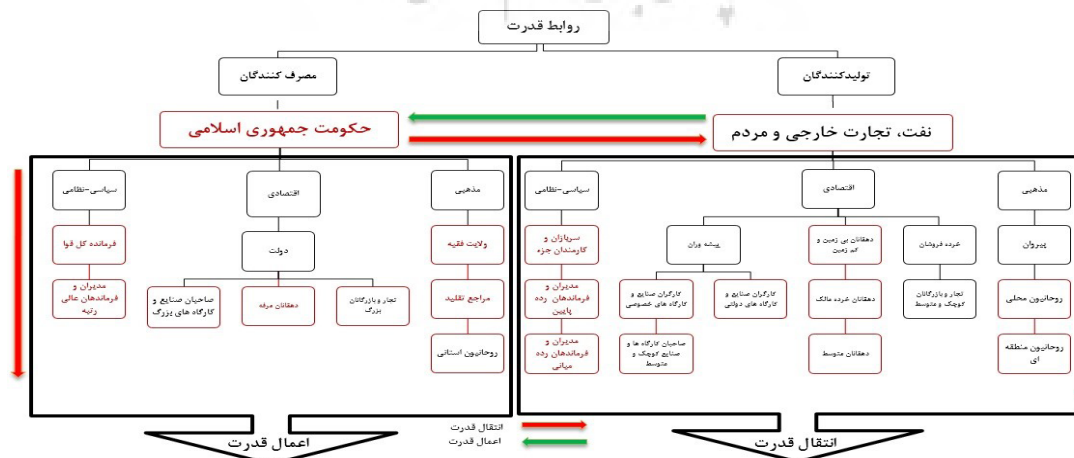 روابط قدرت
تولیدکنندگان
مصرف کنندگان
نفت، تجارت خارجی و مردم
حکومت جمهوری اسلامی
مذهبی
اقتصادی
سیاسی-نظامی
پیروان
خرده فروشان
دهقانان بی زمین و
کم زمین
پیشه وران
سربازان و
کارمندان جزء
روحانیون محلی
تجار و بازرگانان
کوچک و متوسط
دهقانان خرده مالک
کارگران صنایع و
کارگاه های دولتی
کارگران صنایع و
کارگاه های خصوصی
مدیران و
فرماندهان رده
پایین
روحانیون منطقه
ای
دهقانان متوسط
صاحبان کارگاه ها و
صنایع کوچک و
متوسط
مدیران و
فرماندهان رده
میانی
انتقال قدرت
مذهبی
اقتصادی
سیاسی-نظامی
ولایت فقیه
دولت
فرمانده کل قوا
مراجع تقلید
تجار و بازرگانان
بزرگ
دهقانان مرفه
صاحبان صنایع و
کارگاه های بزرگ
مدیران و
فرماندهان عالی
رتبه
روحانیون استانی
اعمال قدرت
انتقال قدرت
اعمال قدرت